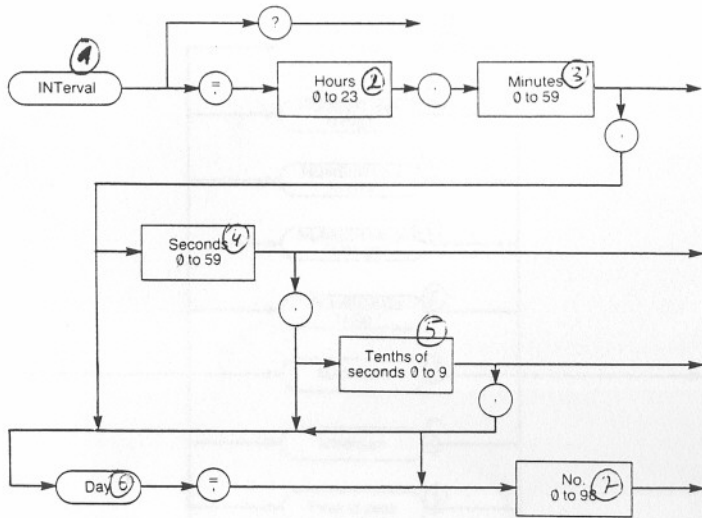 ?
a
INTerval
=
Hours 2
0 to 23
.
Minutes 3
0 to 59
.
Seconds 4
0 to 59
.
5
Tenths of
seconds 0 to 9
.
Day 6
=
No.
0 to 98 7